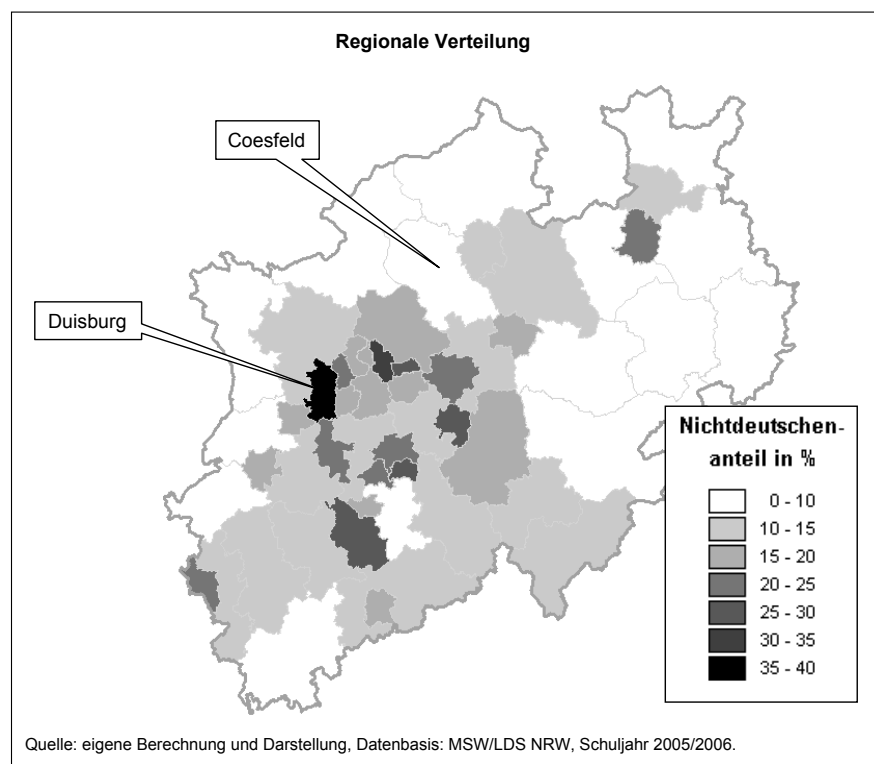 Regionale Verteilung
Coesfeld
Duisburg
Nichtdeutschen-
anteil in %
0 - 10
10 - 15
15 - 20
20 - 25
25 - 30
30 - 35
35 - 40
Quelle: eigene Berechnung und Darstellung, Datenbasis: MSW/LDS NRW, Schuljahr 2005/2006.